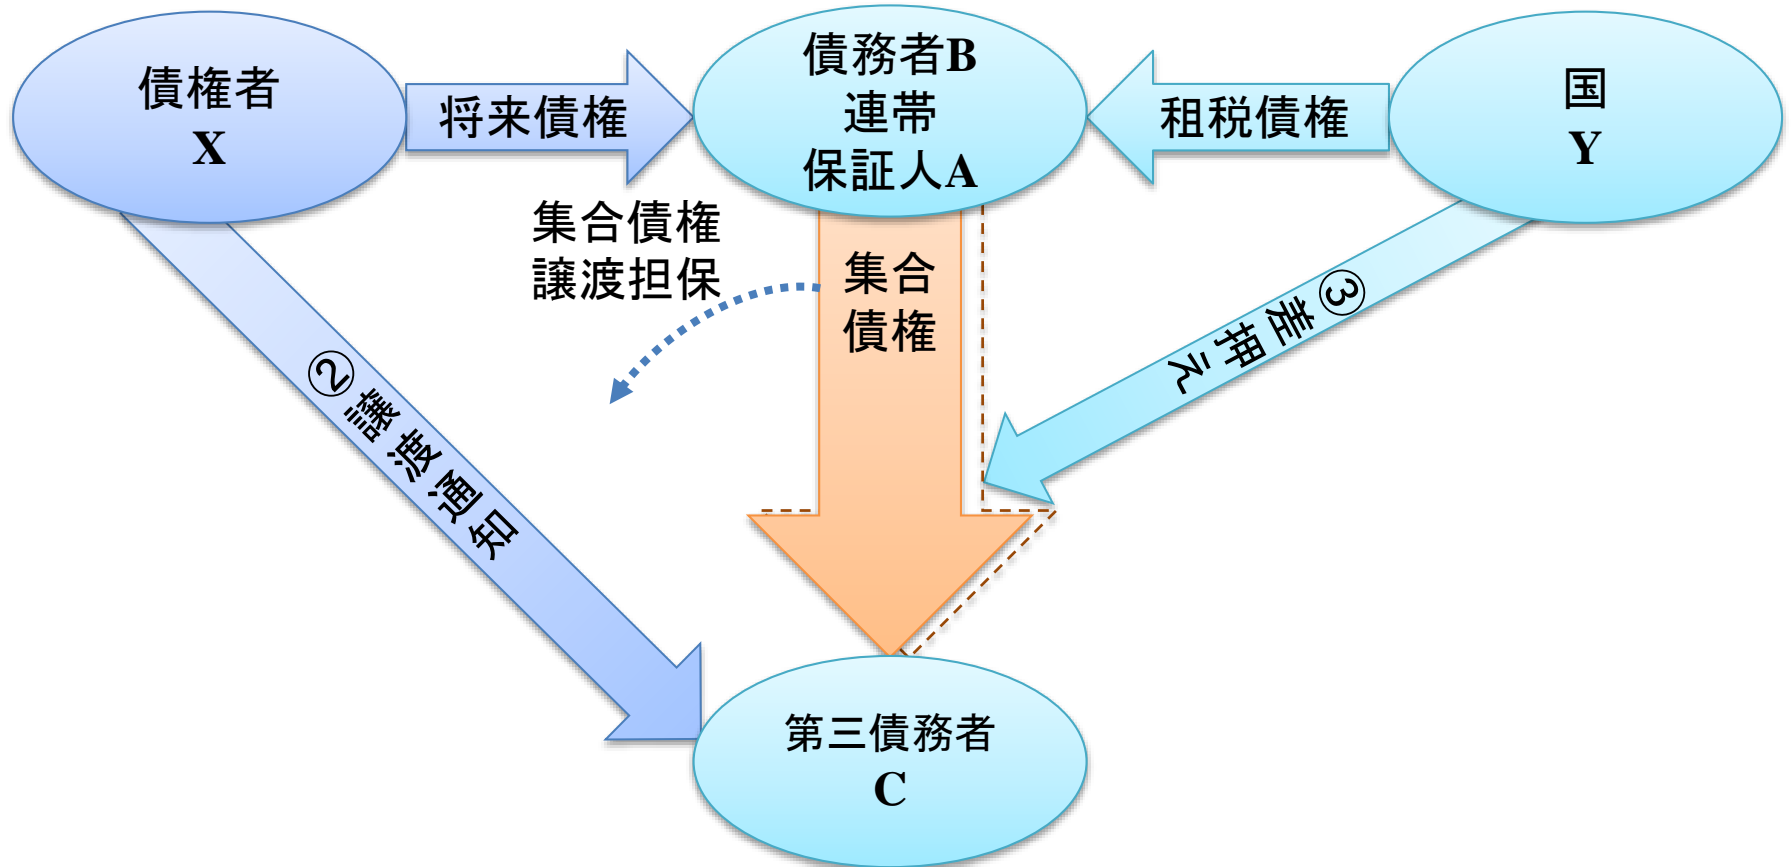 債権者
X
将来債権
債務者B
連帯
保証人A
租税債権
国
Y
集合債権
譲渡担保
集合
債権
②譲渡通知
③差押え
第三債務者
C